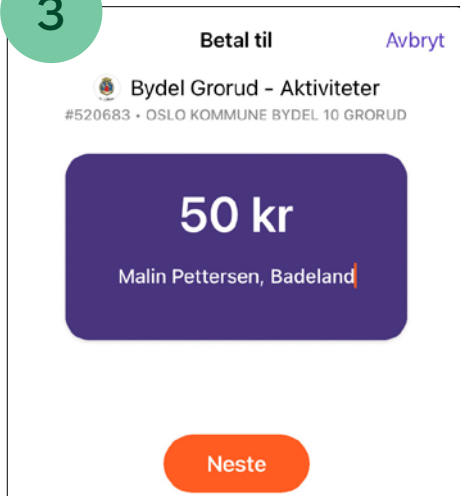 3
Betal til
Avbryt
Bydel Grorud - Aktiviteter
#520683 • OSLO KOMMUNE BYDEL 10 GRORUD
50 kr
Malin Pettersen, Badeland
Neste